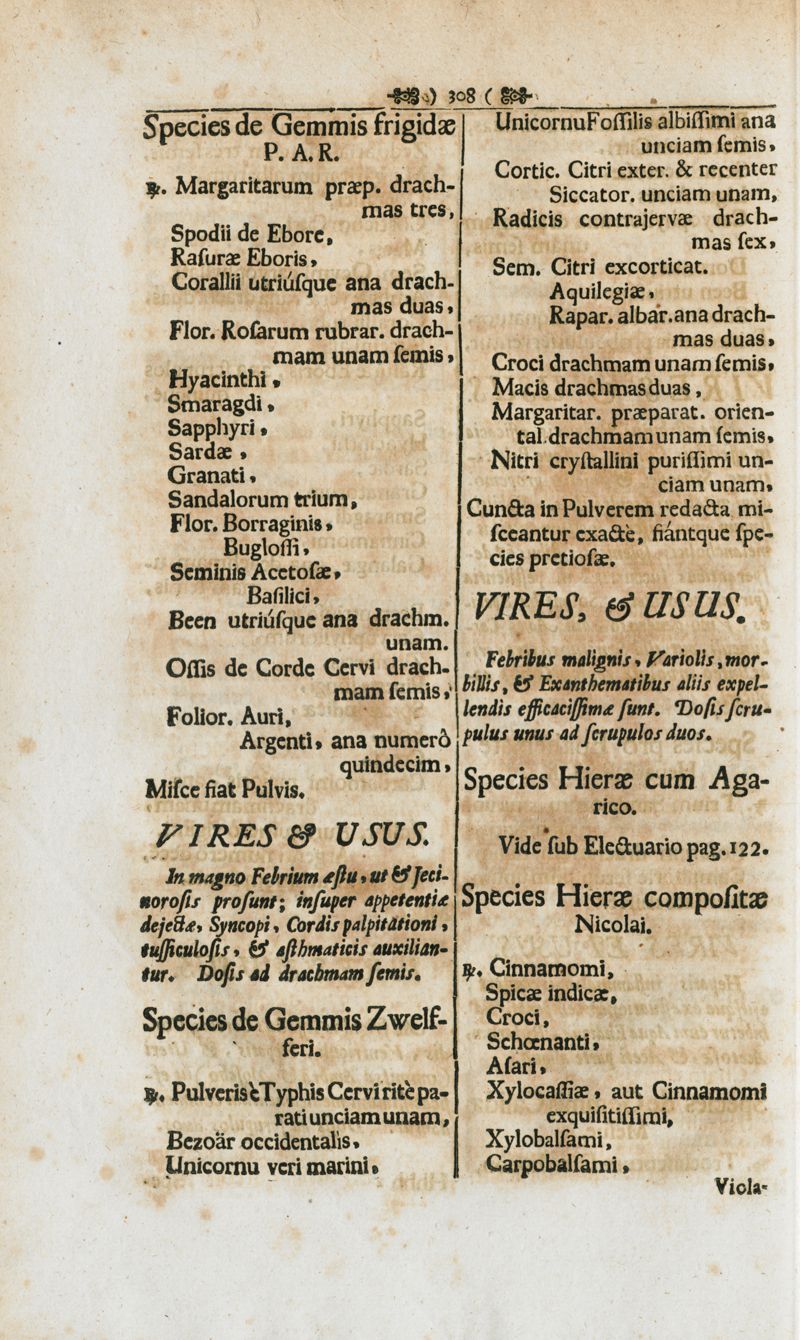 ) 308 (
Species de Gemmis frigidæ
P. A. R.
℞. Margaritarum præp. drach-
mas tres,
Spodii de Ebore,
Raſuræ Eboris,
Corallii utriúſque ana drach-
mas duas,
Flor. Roſarum rubrar. drach-
mam unam ſemis,
Hyacinthi,
Smaragdi,
Sapphyri,
Sardæ,
Granati,
Sandalorum trium,
Flor. Borraginis,
Bugloſſi,
Seminis Acetoſæ,
Baſilici,
Been utriúſque ana drachm.
unam.
Oſſis de Corde Cervi drach-
mam ſemis,
Folior. Auri,
Argenti, ana numerò
quindecim,
Miſce fiat Pulvis.
VIRES & USUS.
In magno Febrium æſtu, ut & Jeci-
noroſis proſunt; inſuper appetentiæ
dejectæ, Syncopi, Cordis palpitationi,
tuſſiculoſis, & aſthmaticis auxilian-
tur. Doſis ad drachmam ſemis.
Species de Gemmis Zwelf-
feri.
℞. Pulveris è Typhis Cervi ritè pa-
rati unciam unam,
Bezoär occidentalis,
Unicornu veri marini,
Unicornu Foſſilis albiſſimi ana
unciam ſemis,
Cortic. Citri exter. & recenter
Siccator. unciam unam,
Radicis contrajervæ drach-
mas ſex,
Sem. Citri excorticat.
Aquilegiæ,
Rapar. albar. ana drach-
mas duas,
Croci drachmam unam ſemis,
Macis drachmas duas,
Margaritar. præparat. orien-
tal. drachmam unam ſemis,
Nitri cryſtallini puriſſimi un-
ciam unam,
Cuncta in Pulverem redacta mi-
ſceantur exactè, fiántque ſpe-
cies pretioſæ.
VIRES, & USUS.
Febribus malignis, Variolis, mor-
billis, & Exanthematibus aliis expel-
lendis efficaciſſimæ ſunt. Doſis ſcru-
pulus unus ad ſcrupulos duos.
Species Hieræ cum Aga-
rico.
Vide ſub Electuario pag. 122.
Species Hieræ compoſitæ
Nicolai.
℞. Cinnamomi,
Spicæ indicæ,
Croci,
Schœnanti,
Aſari,
Xylocaſſiæ, aut Cinnamomi
exquiſitiſſimi,
Xylobalſami,
Carpobalſami,
Viola-